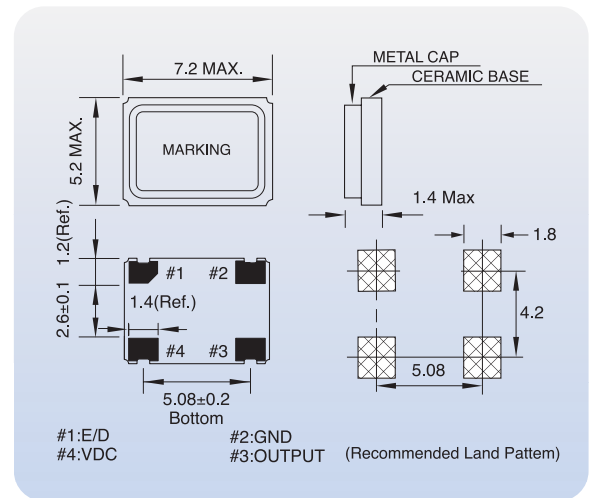 7.2 MAX.
5.2 MAX.
MARKING
METAL CAP
CERAMIC BASE
1.4 Max
1.2(Ref.)
2.6±0.1
#1 #2
1.4(Ref.)
#4 #3
5.08±0.2
Bottom
1.8
4.2
5.08
#1:E/D #2:GND
#4:VDC #3:OUTPUT
(Recommended Land Pattem)